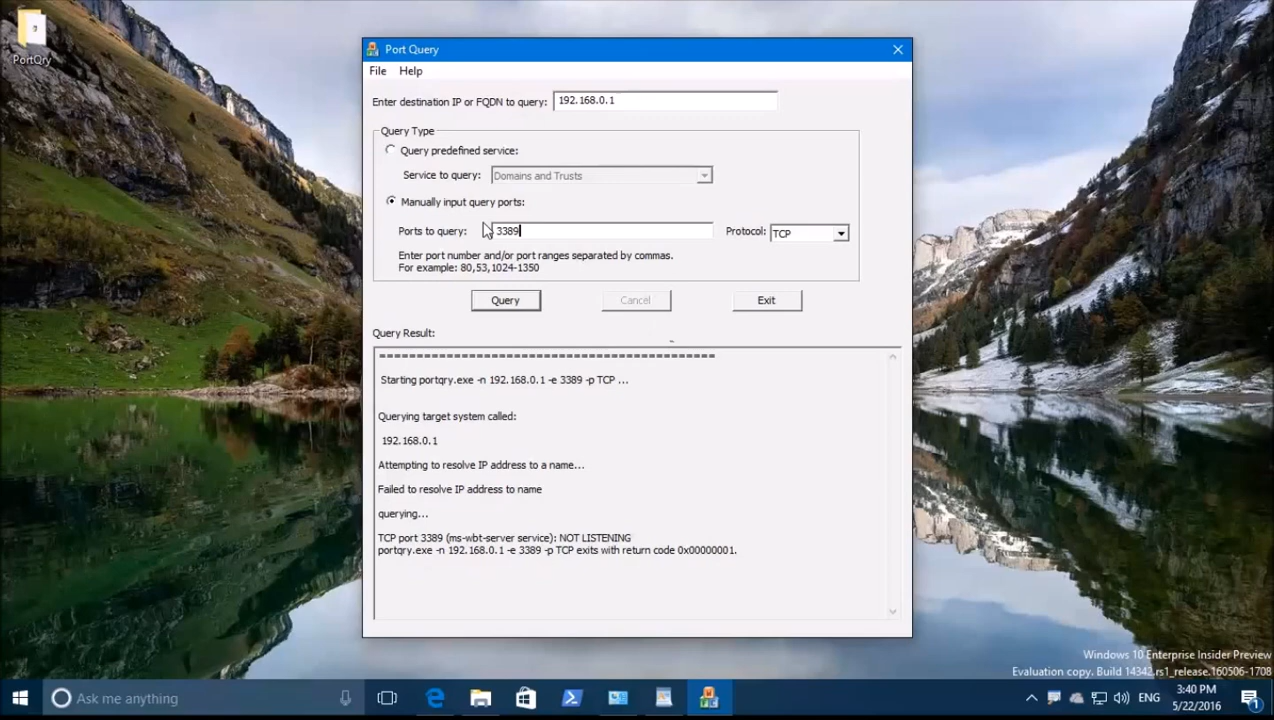 PortQry
Port Query
File Help
Enter destination IP or FQDN to query: 192.168.0.1
Query Type
Query predefined service:
Service to query: Domains and Trusts
Manually input query ports:
Ports to query: 3389 Protocol: TCP
Enter port number and/or port ranges separated by commas.
For example: 80,53,1024-1350
Query Cancel Exit
Query Result:
=============================================
Starting portqry.exe -n 192.168.0.1 -e 3389 -p TCP ...
Querying target system called:
192.168.0.1
Attempting to resolve IP address to a name...
Failed to resolve IP address to name
querying...
TCP port 3389 (ms-wbt-server service): NOT LISTENING
portqry.exe -n 192.168.0.1 -e 3389 -p TCP exits with return code 0x00000001.
Windows 10 Enterprise Insider Preview
Evaluation copy. Build 14342.rs1_release.160506-1708
Ask me anything ENG 3:40 PM
5/22/2016 1